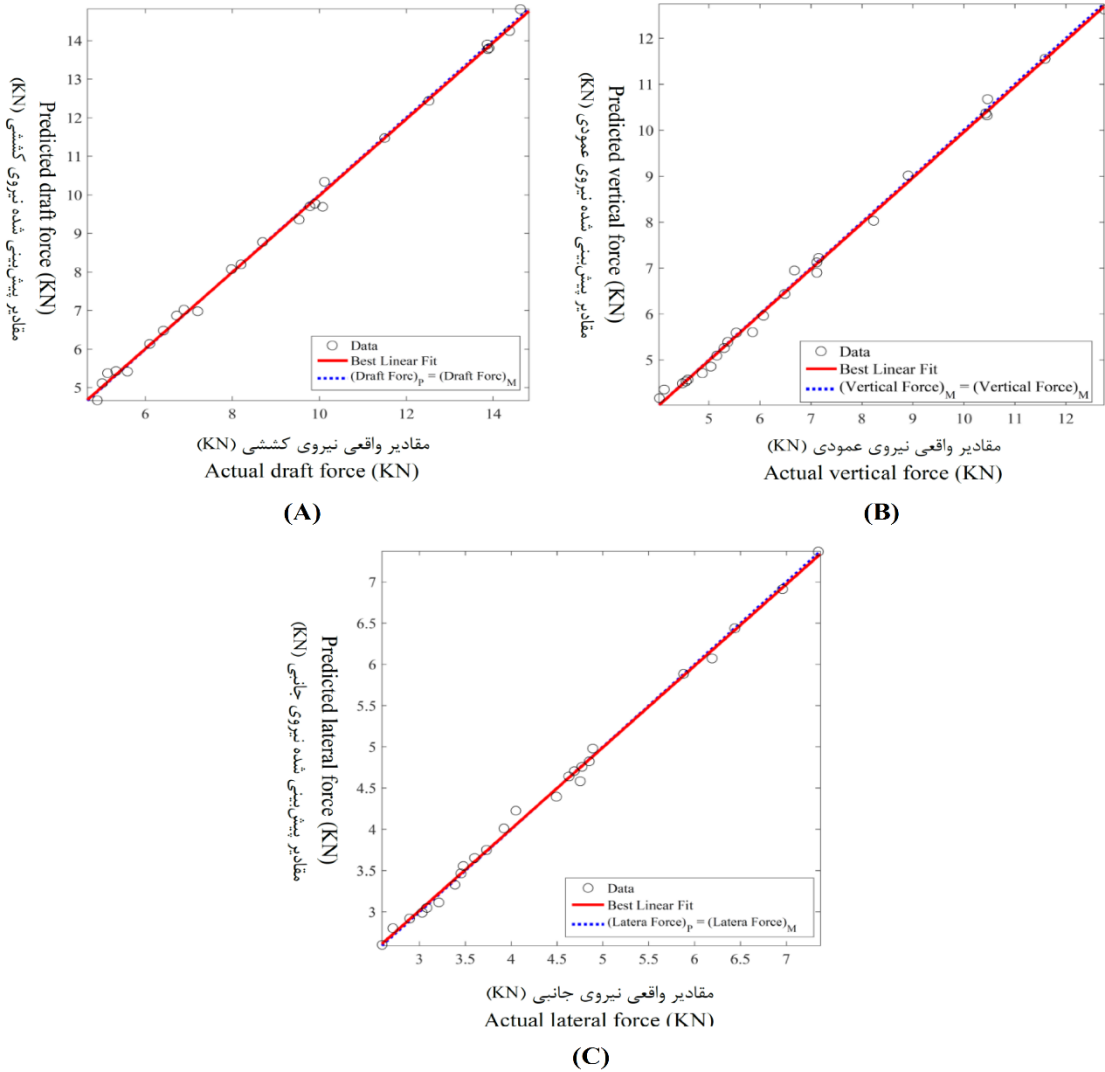 14
13
12
11
10
9
8
7
6
5
6
8
10
12
14
Predicted draft force (KN)
مقادیر پیش‌بینی شده نیروی کششی
(KN)
Data
Best Linear Fit
(Draft Forc)P = (Draft Forc)M
مقادیر واقعی نیروی کششی (KN)
Actual draft force (KN)
(A)
12
11
10
9
8
7
6
5
5
6
7
8
9
10
11
12
Predicted vertical force (KN)
مقادیر پیش‌بینی شده نیروی عمودی
(KN)
Data
Best Linear Fit
(Vertical Force)M = (Vertical Force)M
مقادیر واقعی نیروی عمودی (KN)
Actual vertical force (KN)
(B)
7
6.5
6
5.5
5
4.5
4
3.5
3
3
3.5
4
4.5
5
5.5
6
6.5
7
Predicted lateral force (KN)
مقادیر پیش‌بینی شده نیروی جانبی
(KN)
Data
Best Linear Fit
(Latera Force)P = (Latera Force)M
مقادیر واقعی نیروی جانبی (KN)
Actual lateral force (KN)
(C)